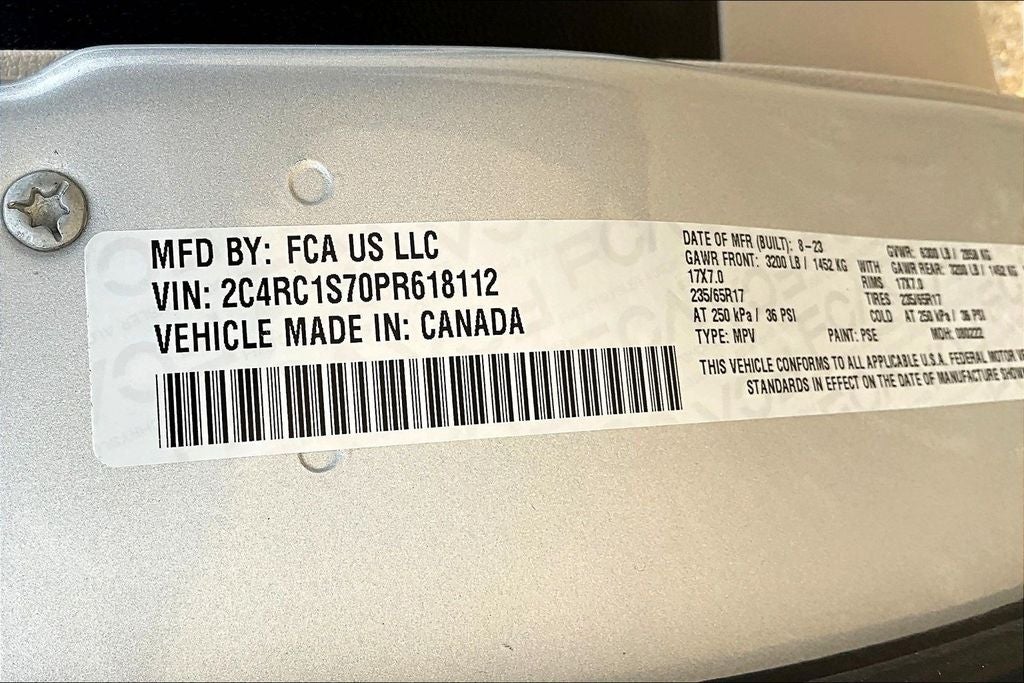 MFD BY: FCA US LLC
VIN: 2C4RC1S70PR618112
VEHICLE MADE IN: CANADA
DATE OF MFR (BUILT): 8-23 GVWR: 6300 LB / 2858 KG
GAWR FRONT: 3200 LB / 1452 KG WITH GAWR REAR: 3200 LB / 1452 KG
17X7.0 RIMS 17X7.0
235/65R17 TIRES 235/65R17
AT 250 kPa / 36 PSI COLD AT 250 kPa / 36 PSI
TYPE: MPV PAINT: PSE MDH:
THIS VEHICLE CONFORMS TO ALL APPLICABLE U.S.A. FEDERAL MOTOR
STANDARDS IN EFFECT ON THE DATE OF MANUFACTURE